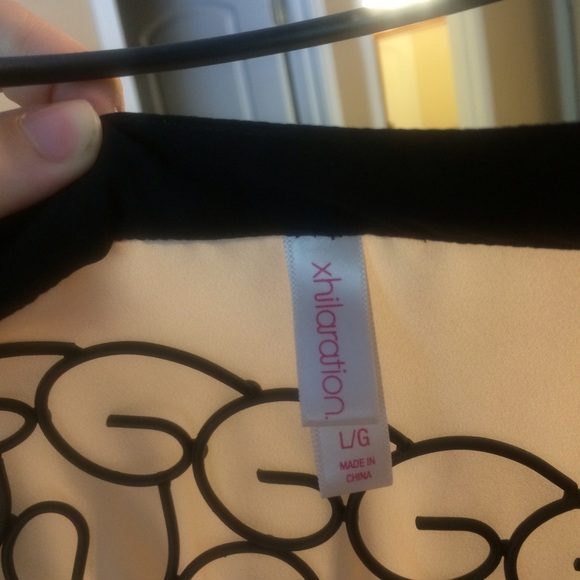 xhilaration.
L/G
MADE IN
CHINA